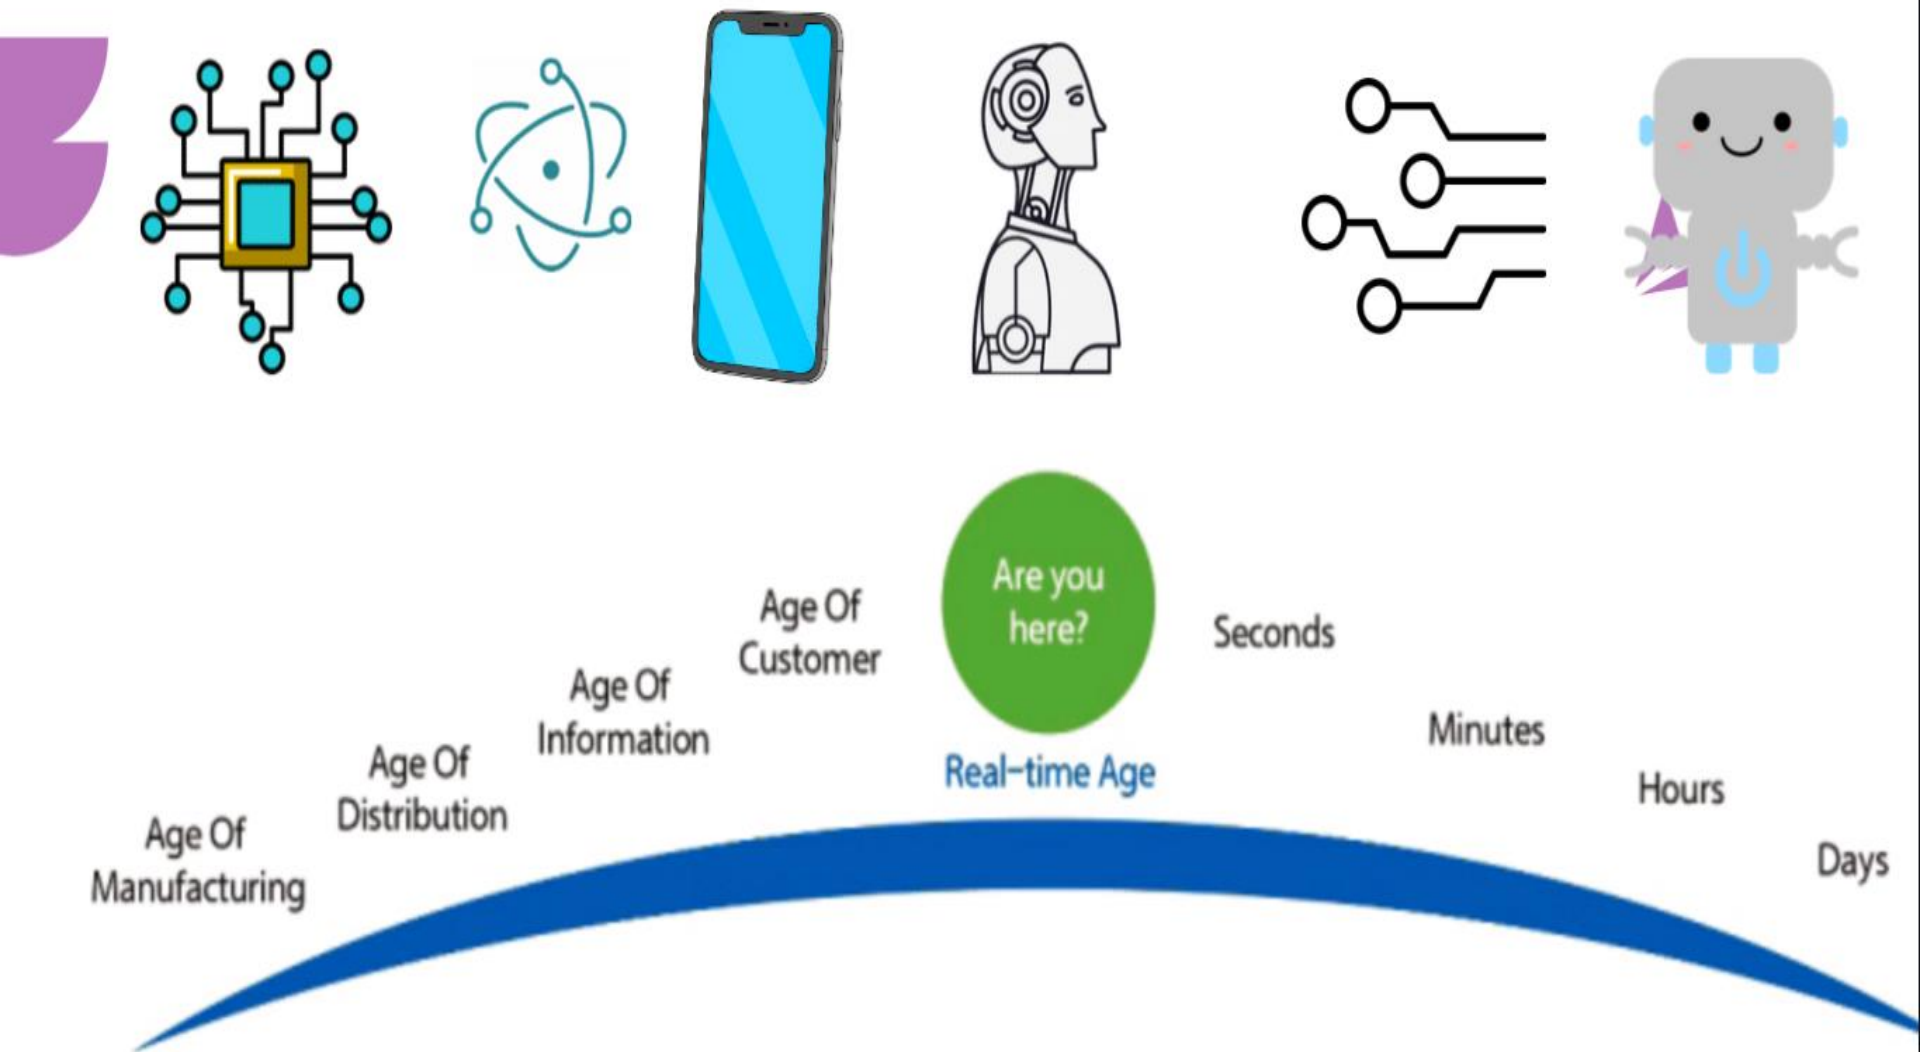 Are you
here?
Age Of
Customer
Seconds
Age Of
Information
Minutes
Real-time Age
Age Of
Distribution
Hours
Age Of
Manufacturing
Days